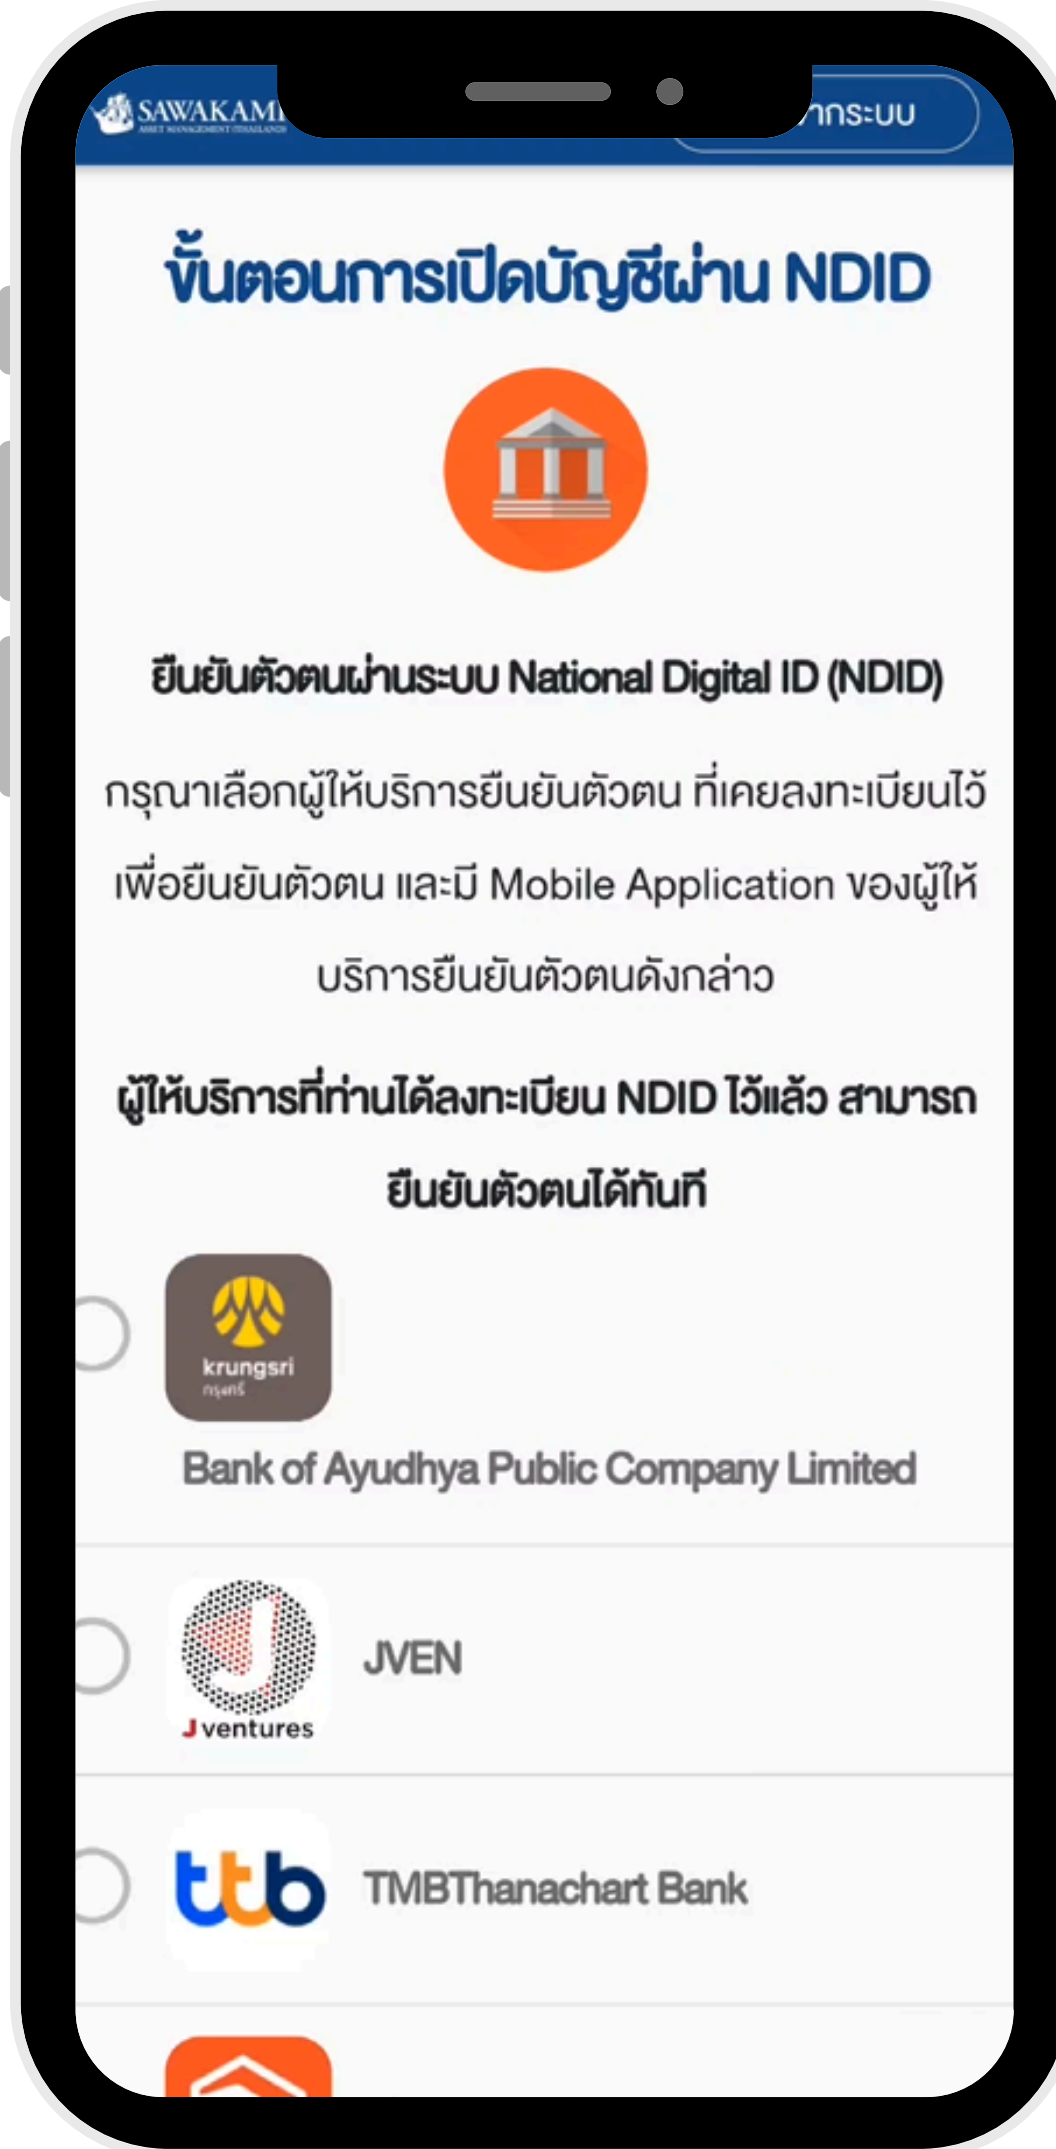 SAWAKAMI
ASSET MANAGEMENT (THAILAND)
ากระบบ
ขั้นตอนการเปิดบัญชีผ่าน NDID
ยืนยันตัวตนผ่านระบบ National Digital ID (NDID)
กรุณาเลือกผู้ให้บริการยืนยันตัวตน ที่เคยลงทะเบียนไว้
เพื่อยืนยันตัวตน และมี Mobile Application ของผู้ให้
บริการยืนยันตัวตนดังกล่าว
ผู้ให้บริการที่ท่านได้ลงทะเบียน NDID ไว้แล้ว สามารถ
ยืนยันตัวตนได้ทันที
krungsri
กรุงศรี
Bank of Ayudhya Public Company Limited
J ventures
JVEN
ttb
TMBThanachart Bank